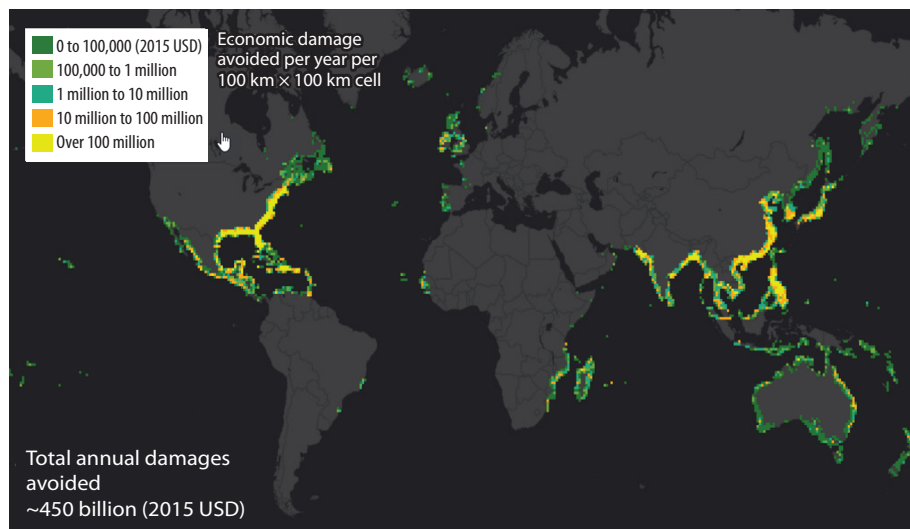 0 to 100,000 (2015 USD)
100,000 to 1 million
1 million to 10 million
10 million to 100 million
Over 100 million
Economic damage
avoided per year per
100 km × 100 km cell
Total annual damages
avoided
~450 billion (2015 USD)